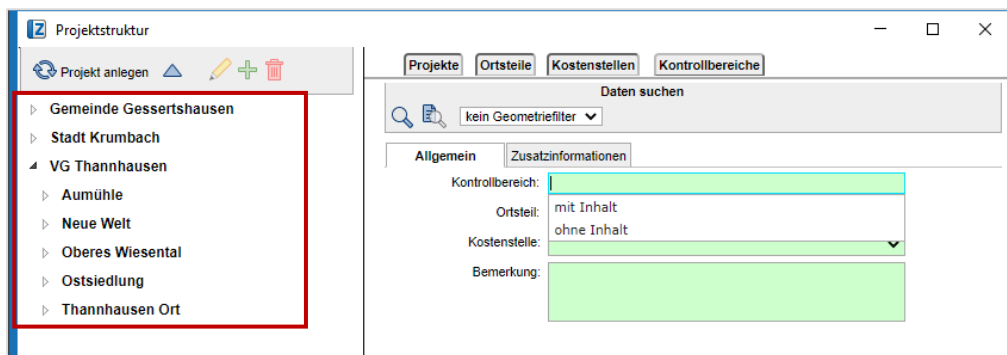 Z Projektstruktur
Projekt anlegen
Gemeinde Gessertshausen
Stadt Krumbach
VG Thannhausen
Aumühle
Neue Welt
Oberes Wiesental
Ostsiedlung
Thannhausen Ort
Projekte Ortsteile Kostenstellen Kontrollbereiche
Daten suchen
kein Geometriefilter
Allgemein Zusatzinformationen
Kontrollbereich:
Ortsteil: mit Inhalt
ohne Inhalt
Kostenstelle:
Bemerkung: